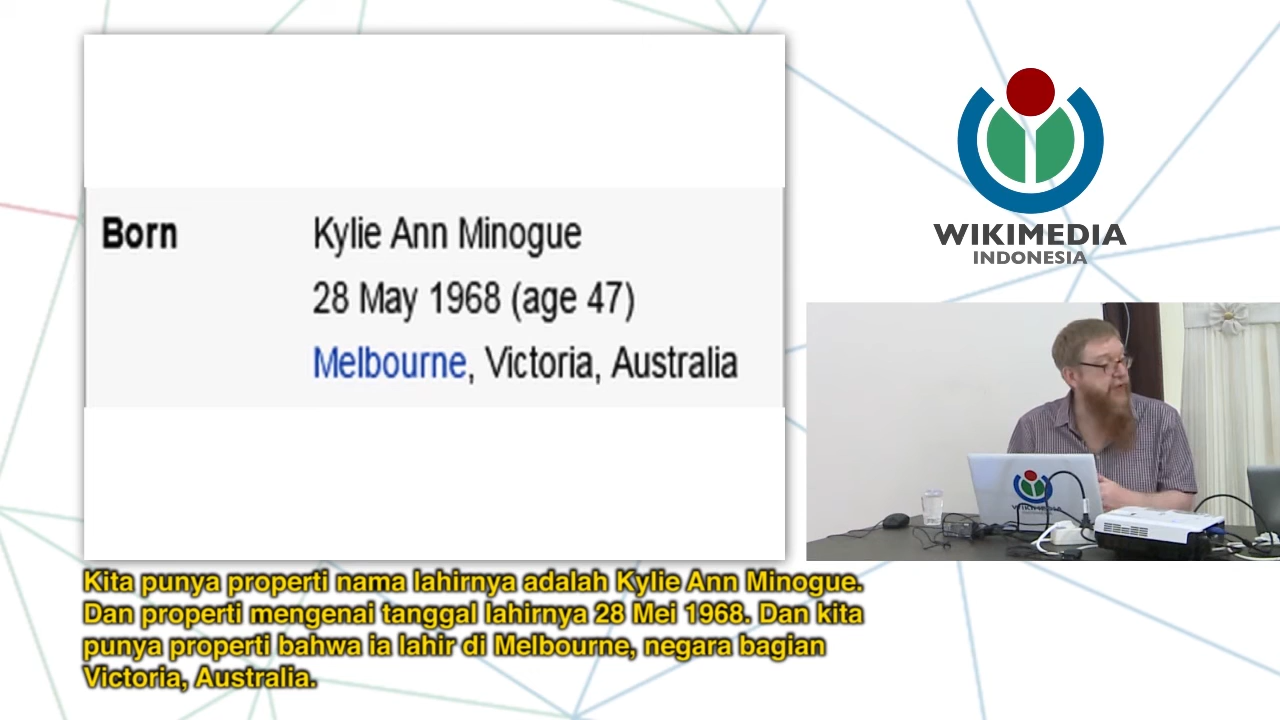 Born Kylie Ann Minogue
28 May 1968 (age 47)
Melbourne, Victoria, Australia
WIKIMEDIA
INDONESIA
WIKIMEDIA
Kita punya properti nama lahirnya adalah Kylie Ann Minogue.
Dan properti mengenai tanggal lahirnya 28 Mei 1968. Dan kita
punya properti bahwa ia lahir di Melbourne, negara bagian
Victoria, Australia.